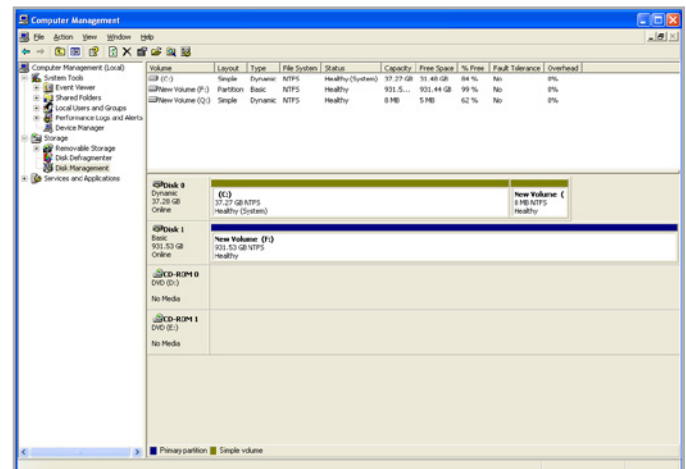 Computer Management
File Action View Window Help
Computer Management (Local)
System Tools
Event Viewer
Shared Folders
Local Users and Groups
Performance Logs and Alerts
Device Manager
Storage
Removable Storage
Disk Defragmenter
Disk Management
Services and Applications
Volume Layout Type File System Status Capacity Free Space % Free Fault Tolerance Overhead
(C:) Simple Dynamic NTFS Healthy (System) 37.27 GB 31.48 GB 84 % No 0%
New Volume (F:) Partition Basic NTFS Healthy 931.5... 931.44 GB 99 % No 0%
New Volume (Q:) Simple Dynamic NTFS Healthy 8 MB 5 MB 62 % No 0%
Disk 0
Dynamic
37.28 GB
Online
(C:)
37.27 GB NTFS
Healthy (System)
New Volume (
8 MB NTFS
Healthy
Disk 1
Basic
931.53 GB
Online
New Volume (F:)
931.53 GB NTFS
Healthy
CD-ROM 0
DVD (D:)
No Media
CD-ROM 1
DVD (E:)
No Media
Primary partition Simple volume